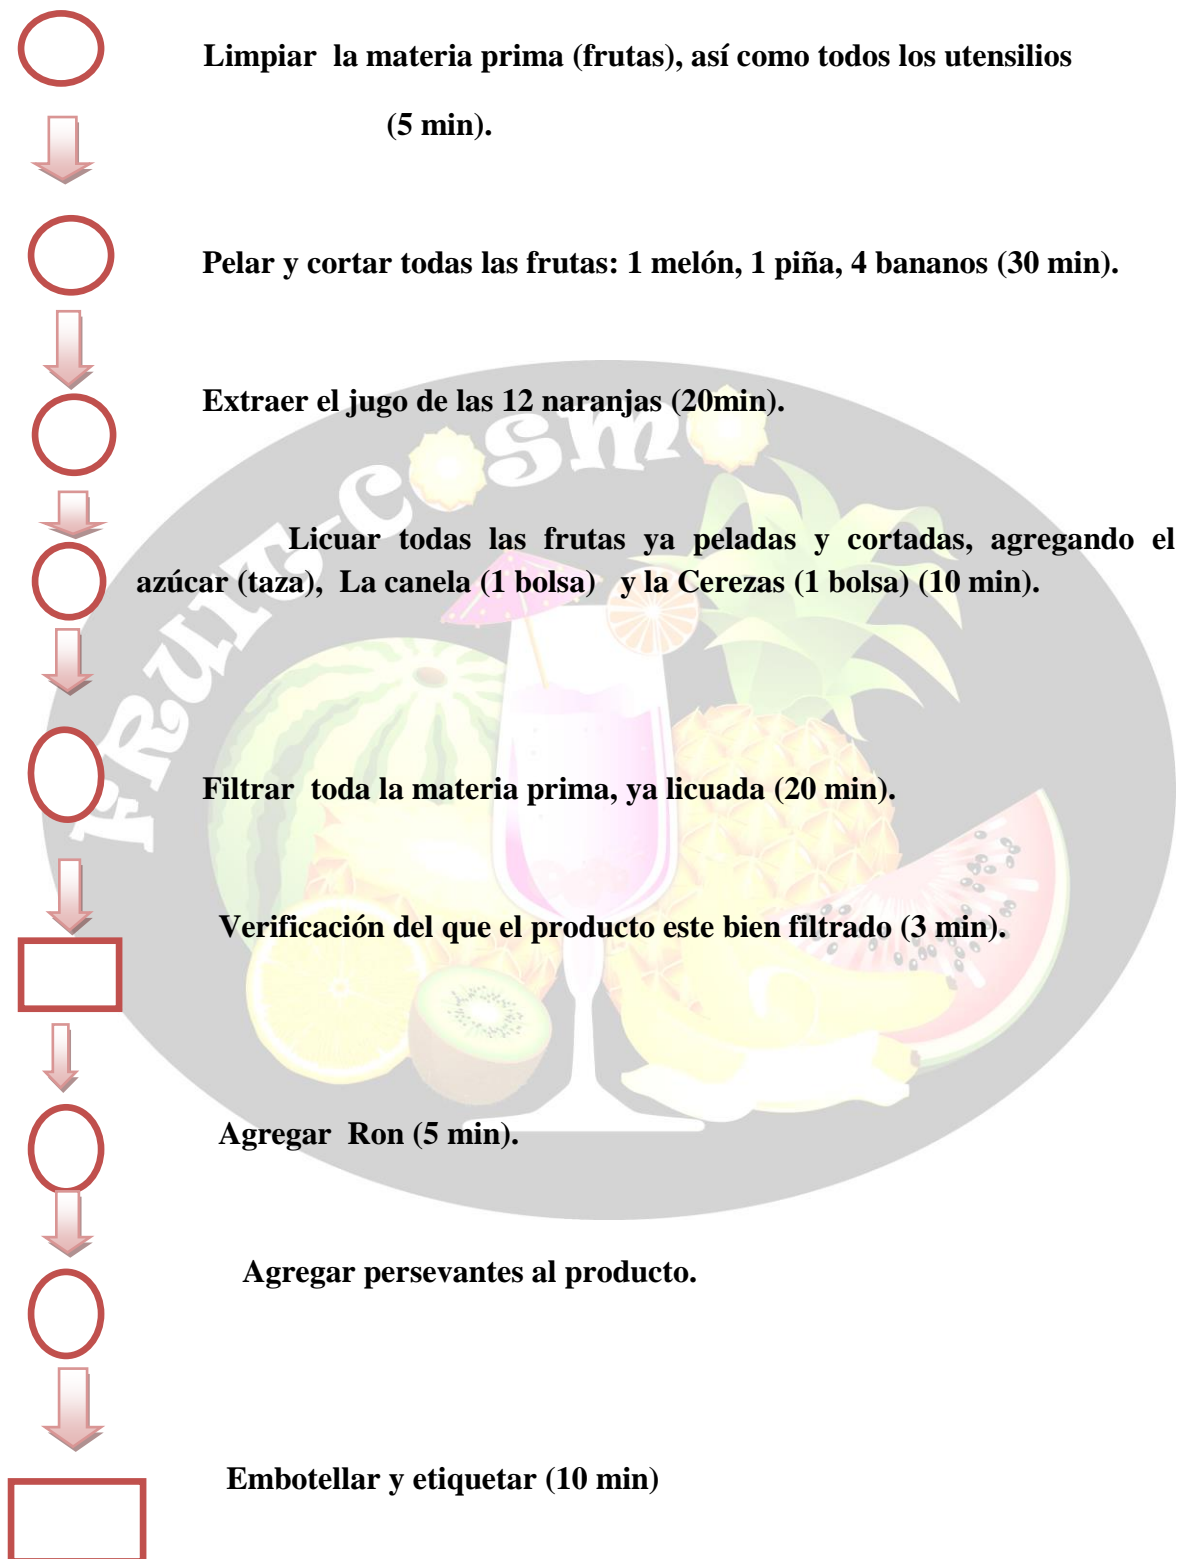 Limpiar la materia prima (frutas), así como todos los utensilios
(5 min).
Pelar y cortar todas las frutas: 1 melón, 1 piña, 4 bananos (30 min).
Extraer el jugo de las 12 naranjas (20min).
Licuar todas las frutas ya peladas y cortadas, agregando el
azúcar (taza), La canela (1 bolsa) y la Cerezas (1 bolsa) (10 min).
Filtrar toda la materia prima, ya licuada (20 min).
Verificación del que el producto este bien filtrado (3 min).
Agregar Ron (5 min).
Agregar persevantes al producto.
Embotellar y etiquetar (10 min)
FRUIT-COSMO